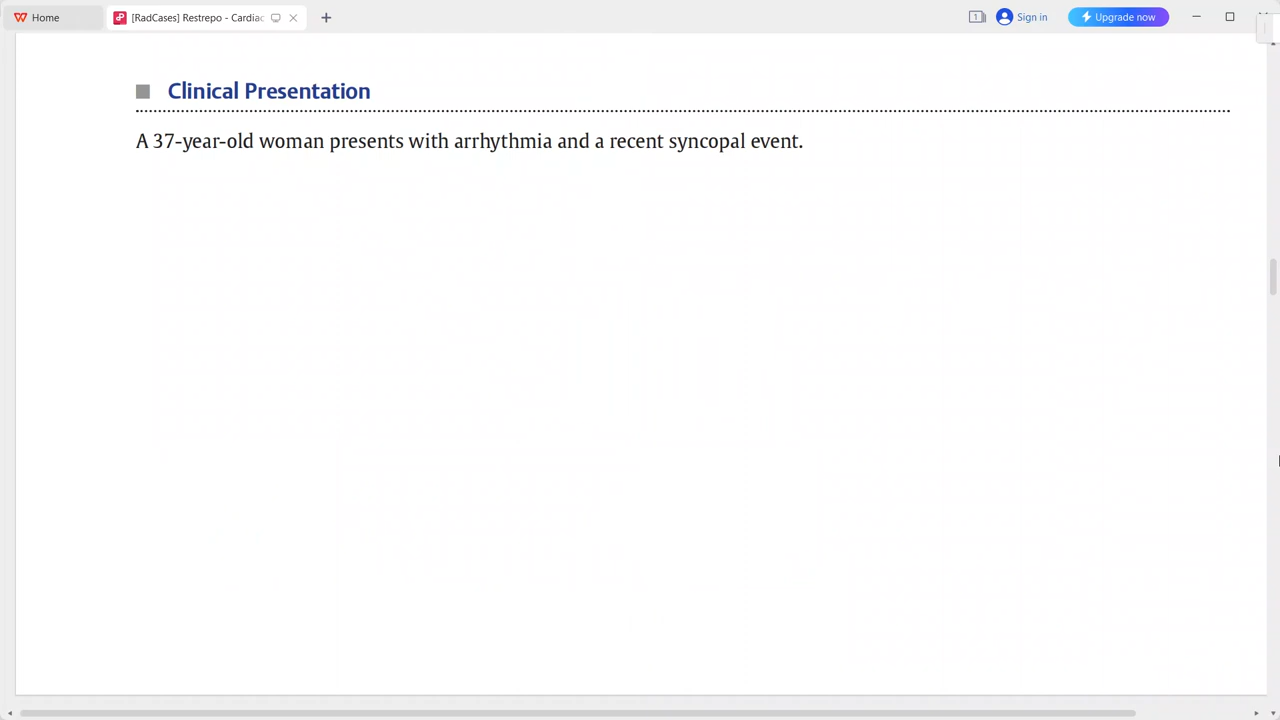 Home
[RadCases] Restrepo - Cardiac
1
Sign in
Upgrade now
Clinical Presentation
A 37-year-old woman presents with arrhythmia and a recent syncopal event.